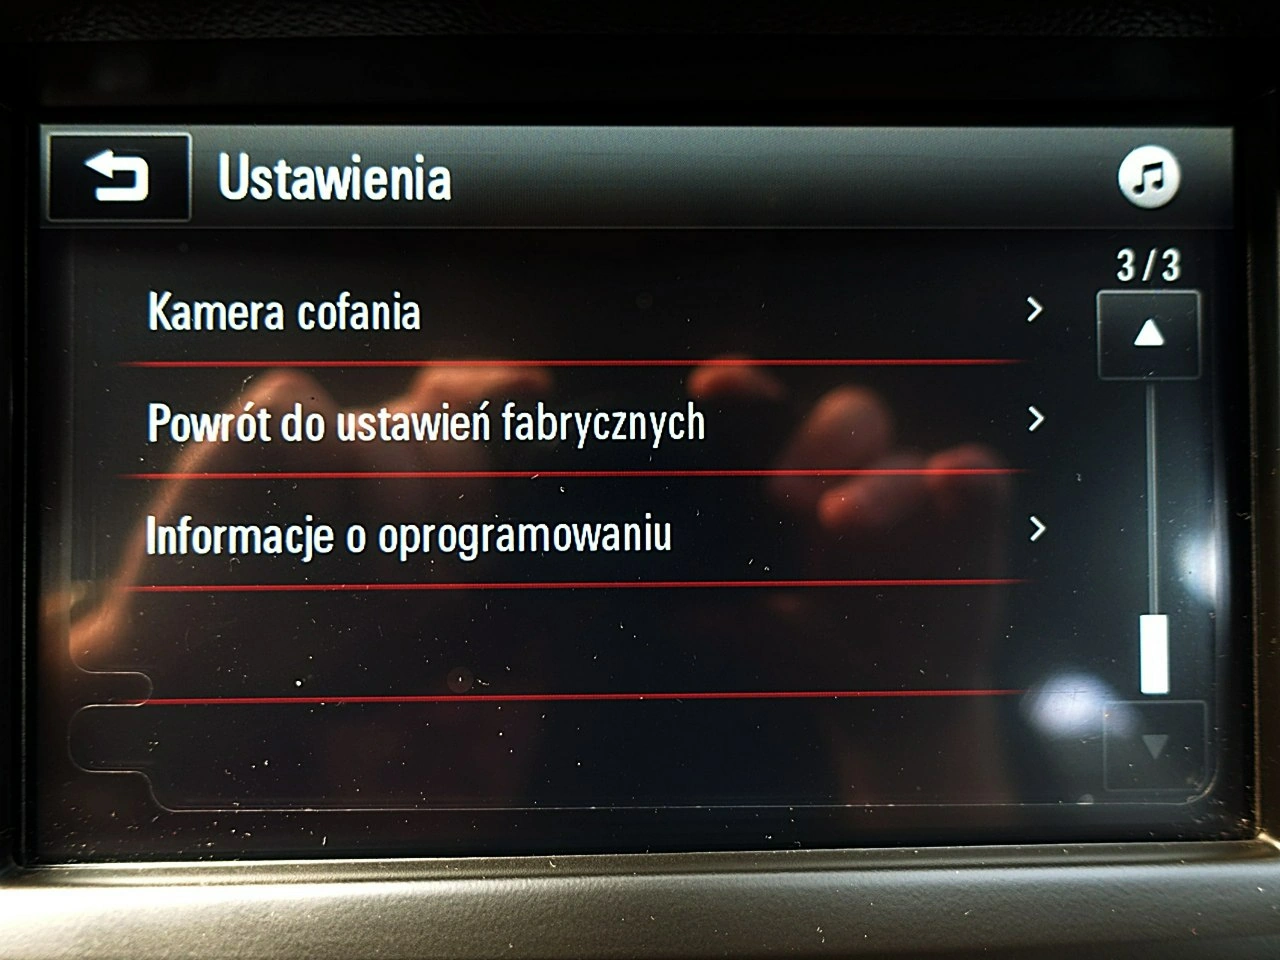 Ustawienia
3/3
Kamera cofania
Powrót do ustawień fabrycznych
Informacje o oprogramowaniu